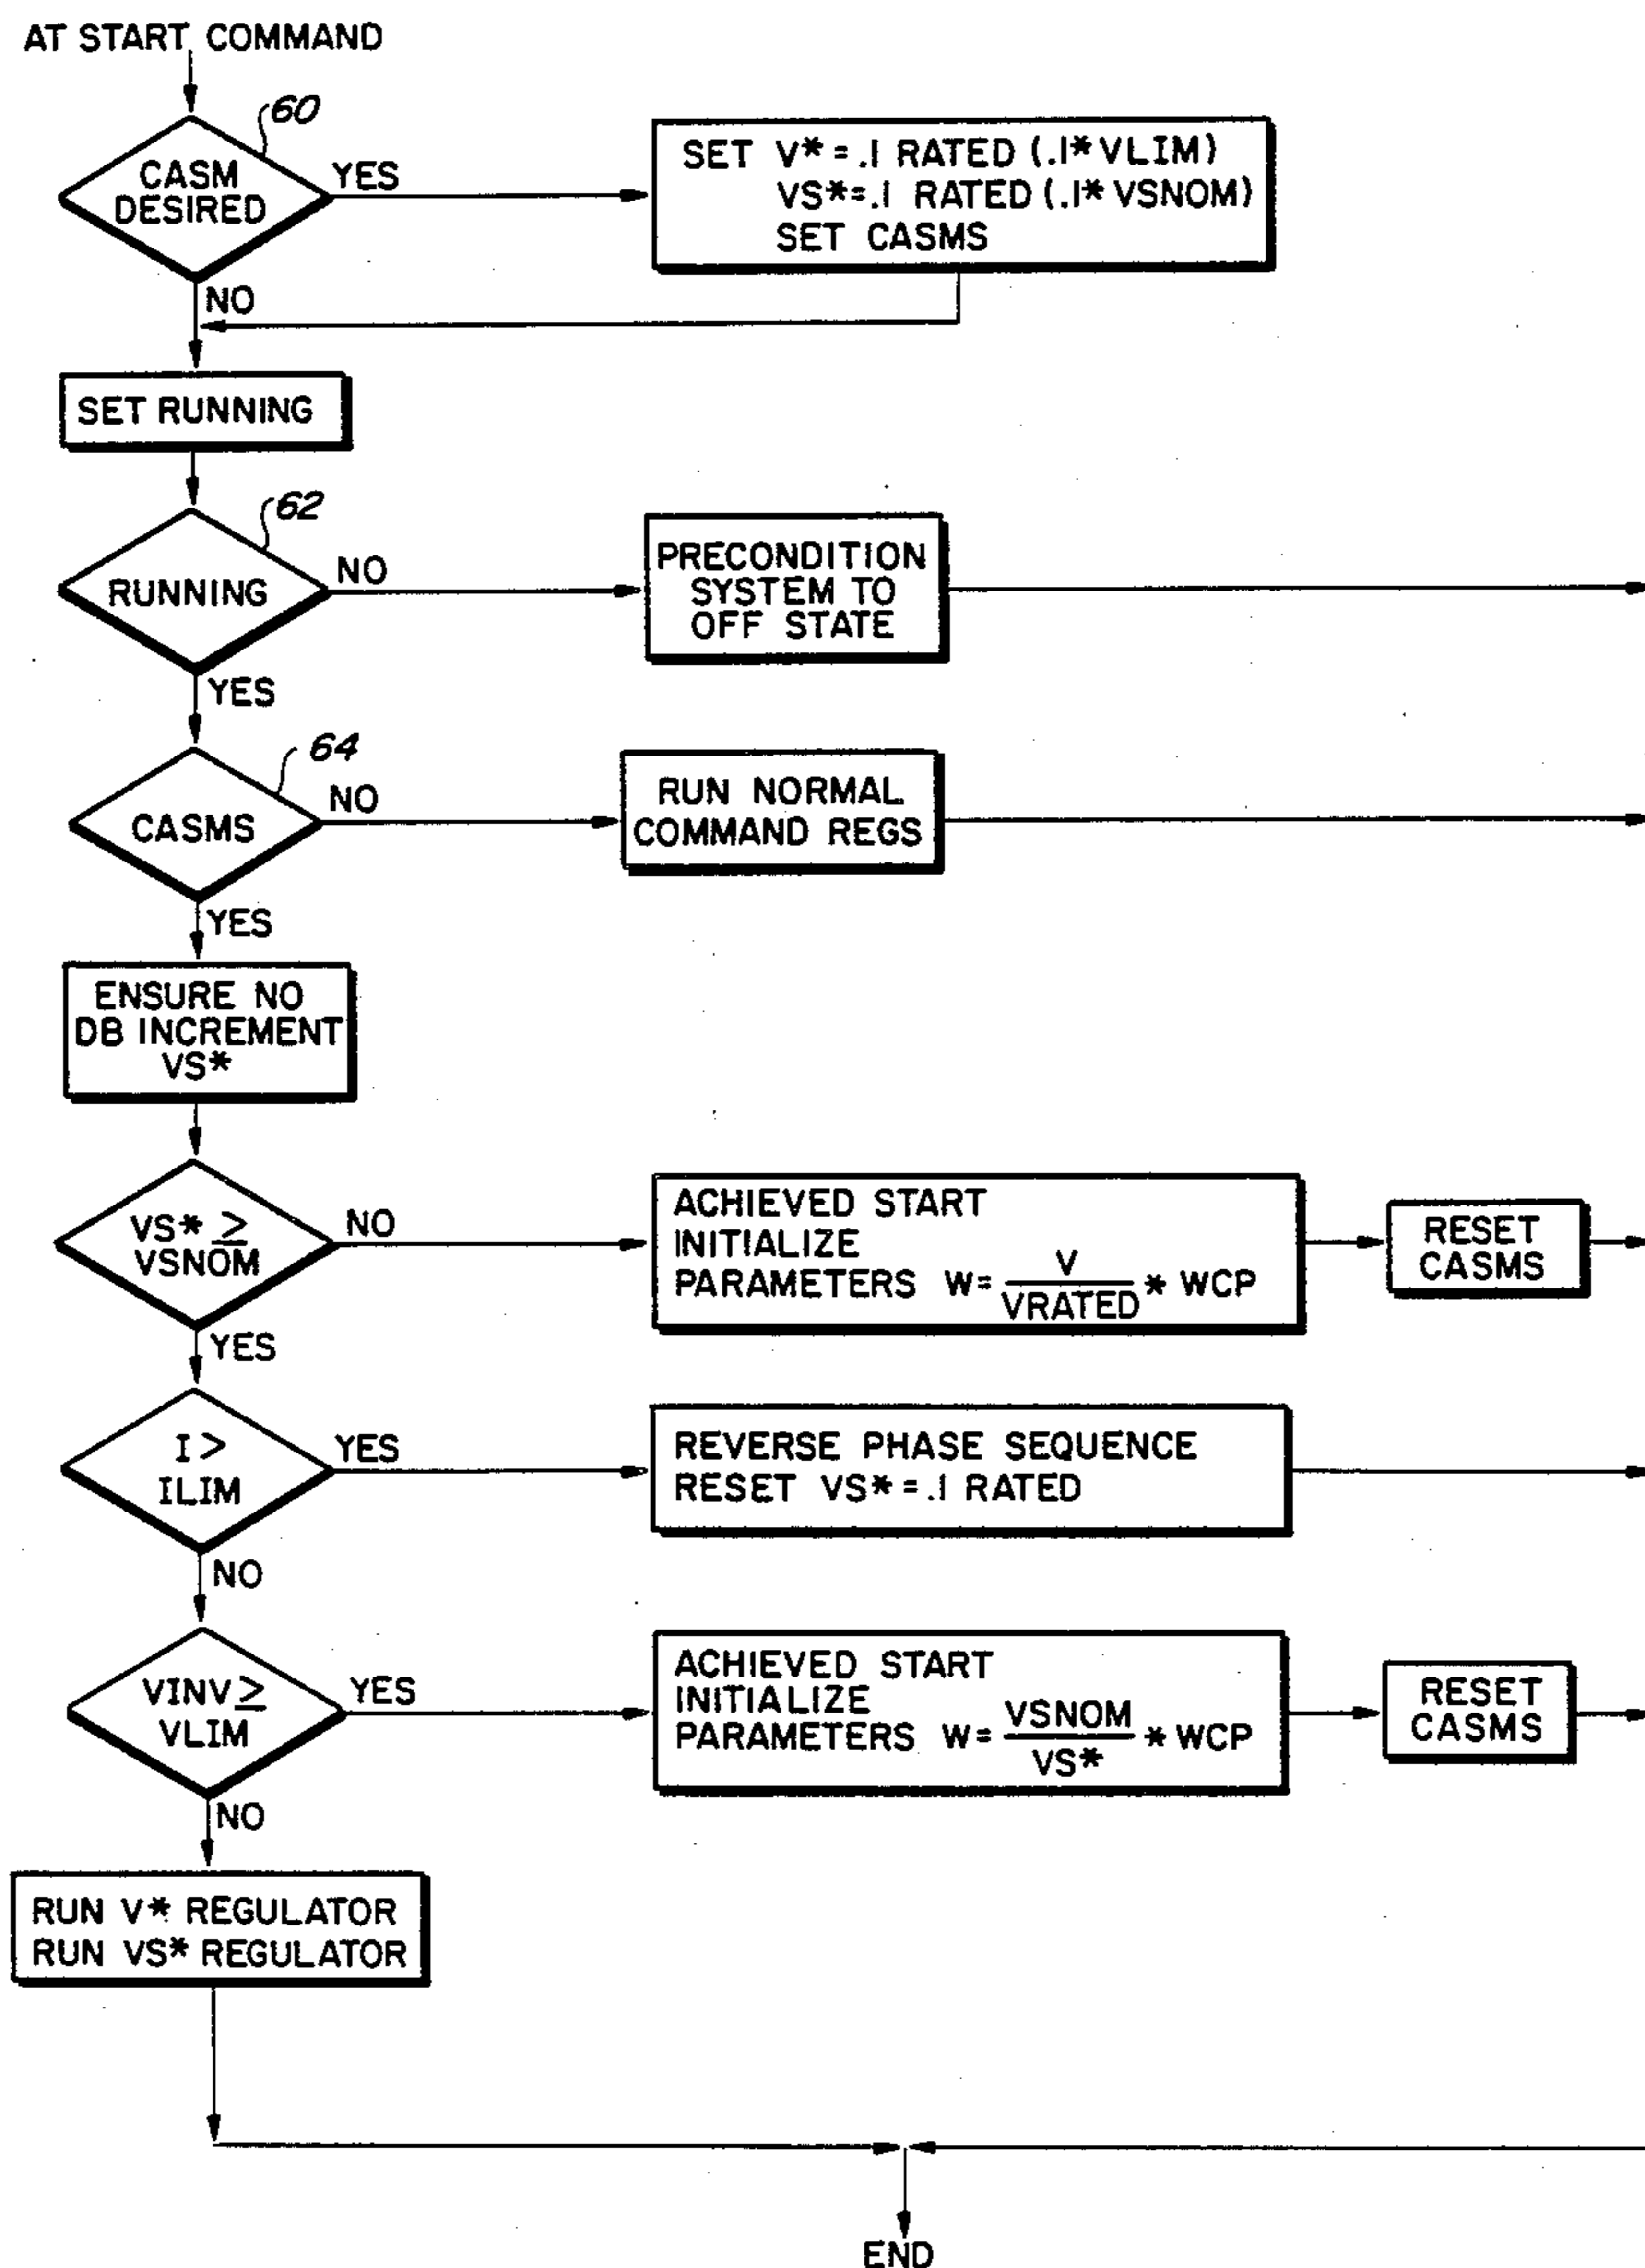 AT START COMMAND
60
CASM
DESIRED
YES
NO
SET V* = .1 RATED (.1* VLIM)
VS* = .1 RATED (.1* VSNOM)
SET CASMS
SET RUNNING
62
RUNNING
NO
YES
PRECONDITION
SYSTEM TO
OFF STATE
64
CASMS
NO
YES
RUN NORMAL
COMMAND REGS
ENSURE NO
DB INCREMENT
VS*
VS* ≥
VSNOM
NO
YES
ACHIEVED START
INITIALIZE
PARAMETERS W = V / VRATED * WCP
RESET
CASMS
I >
ILIM
YES
NO
REVERSE PHASE SEQUENCE
RESET VS* = .1 RATED
VINV ≥
VLIM
YES
NO
ACHIEVED START
INITIALIZE
PARAMETERS W = VSNOM / VS* * WCP
RESET
CASMS
RUN V* REGULATOR
RUN VS* REGULATOR
END